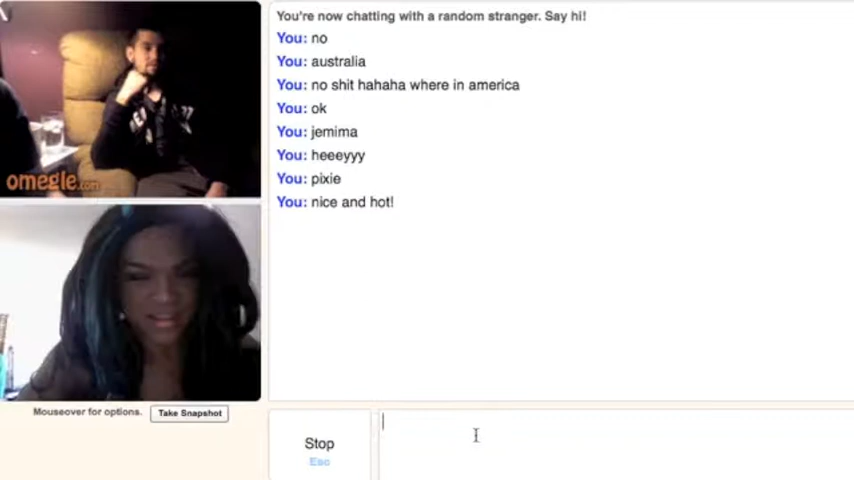 You're now chatting with a random stranger. Say hi!
You: no
You: australia
You: no shit hahaha where in america
You: ok
You: jemima
You: heeeyyy
You: pixie
You: nice and hot!
omegle.com
Mouseover for options.
Take Snapshot
Stop
Esc